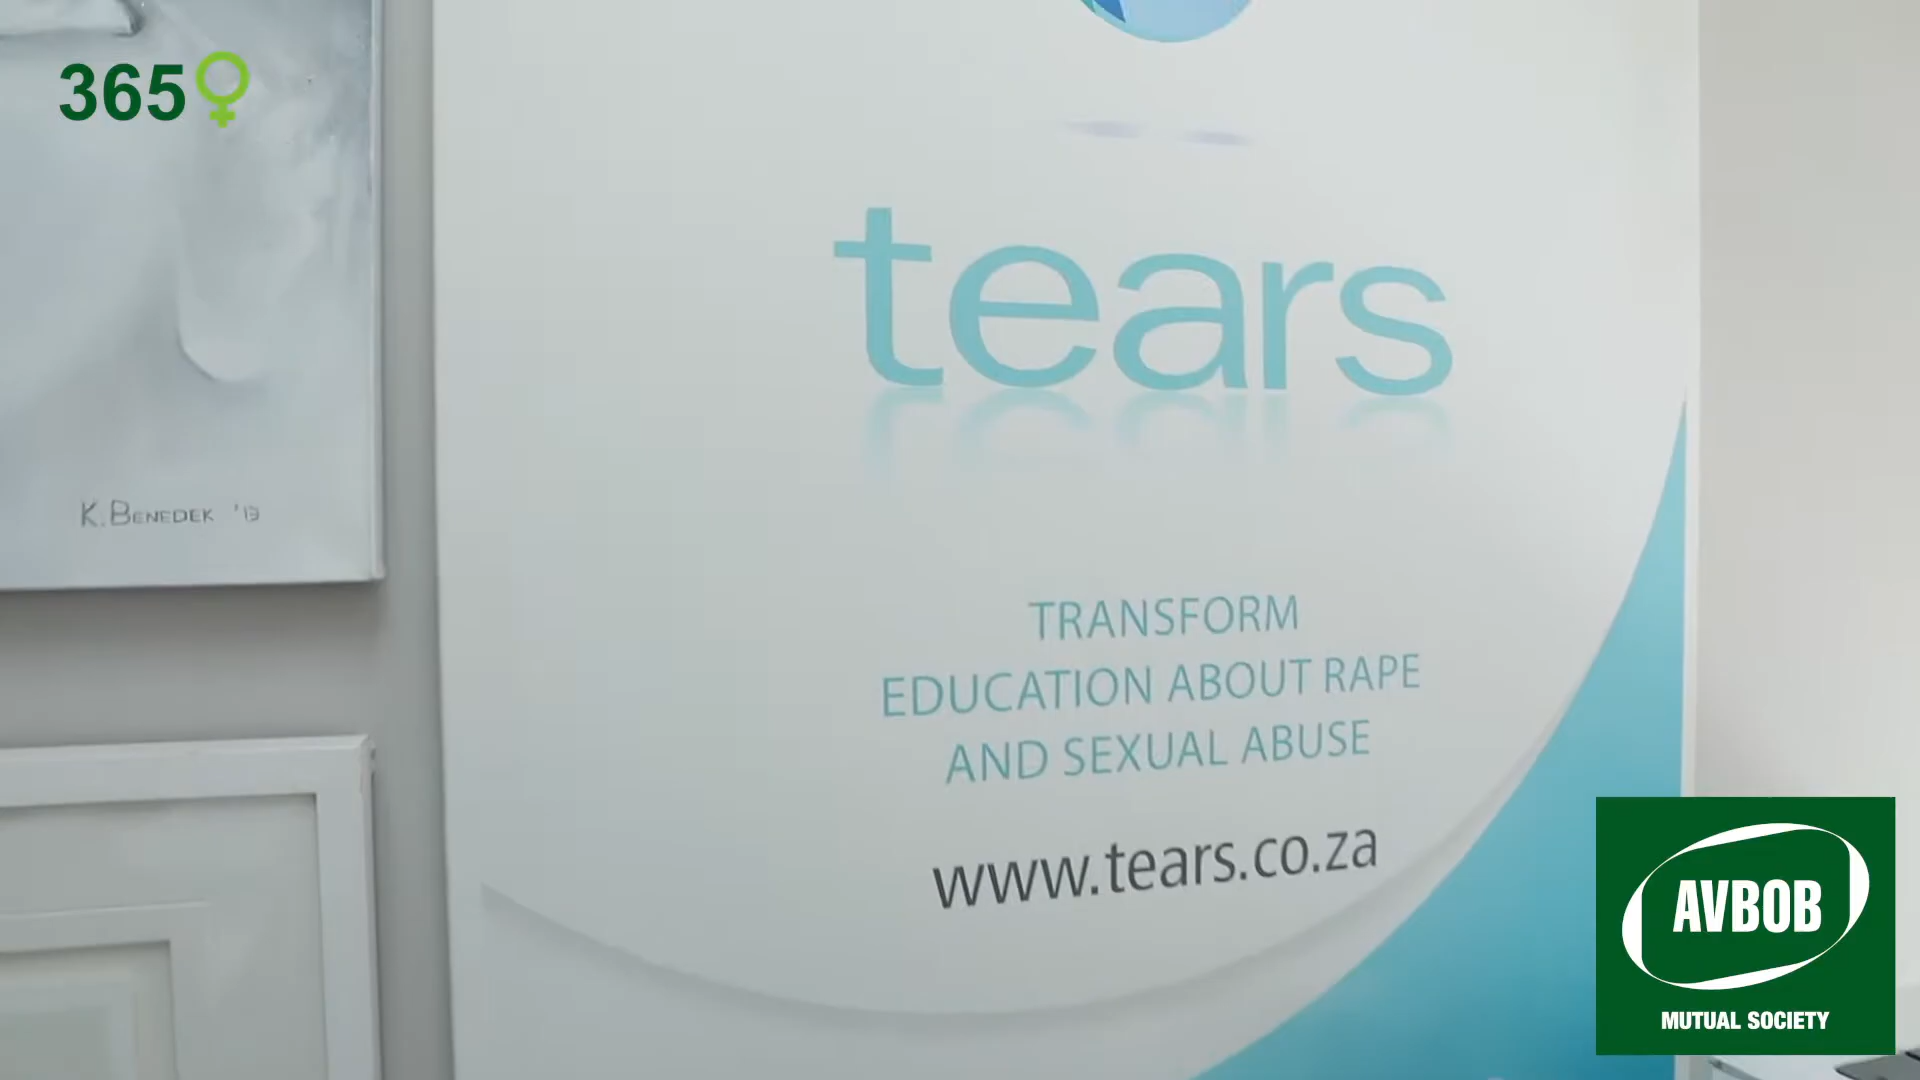 365
K. BENEDEK '13
tears
TRANSFORM
EDUCATION ABOUT RAPE
AND SEXUAL ABUSE
www.tears.co.za
AVBOB
MUTUAL SOCIETY